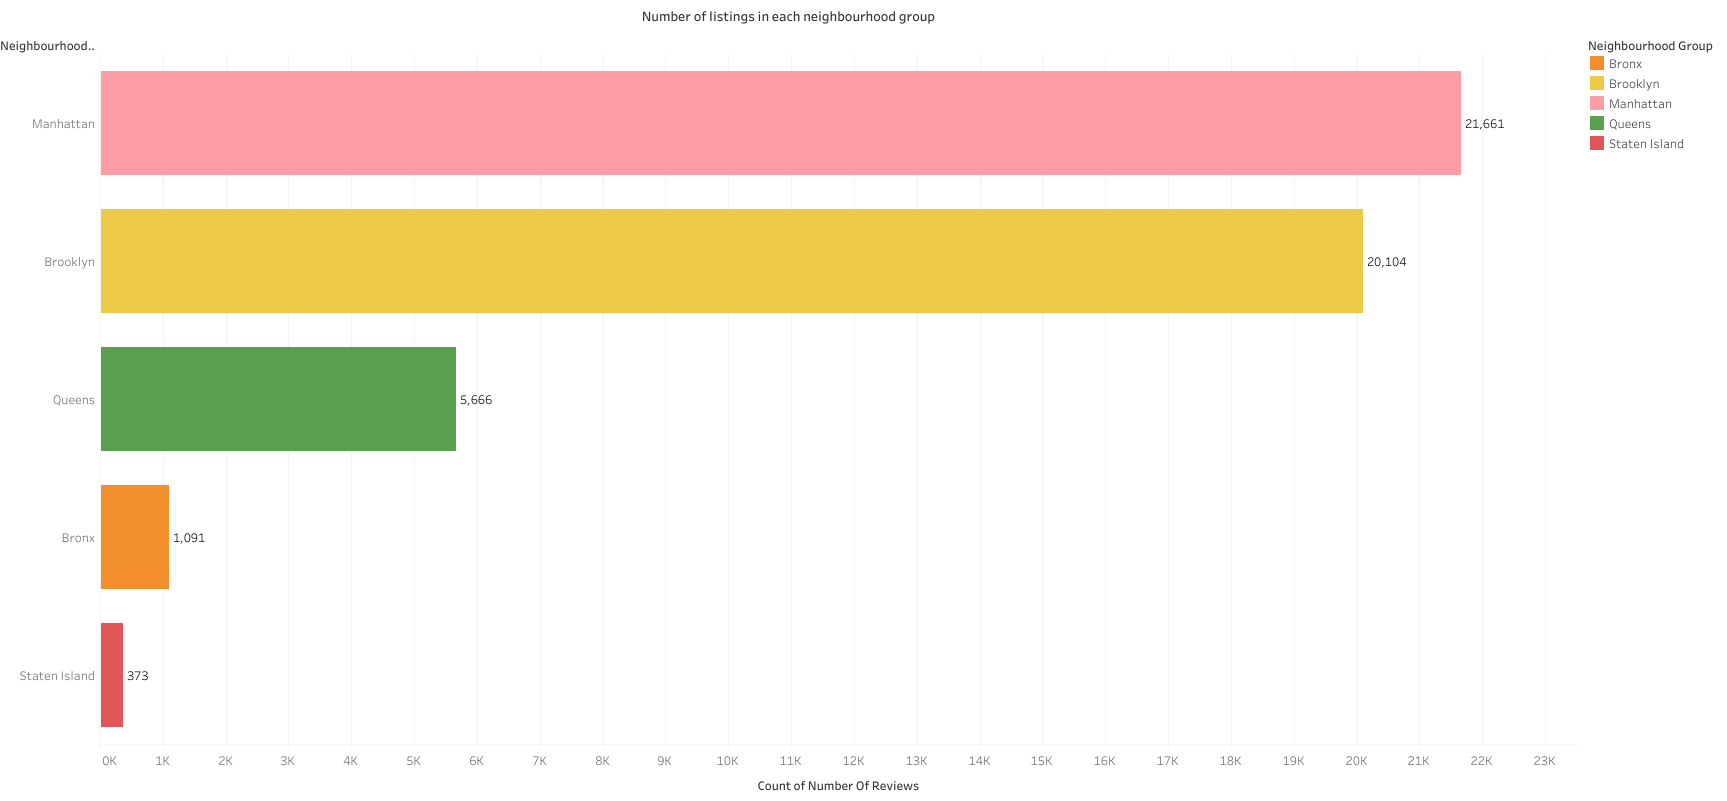 Number of listings in each neighbourhood group
Neighbourhood..
Manhattan
21,661
Brooklyn
20,104
Queens
5,666
Bronx
1,091
Staten Island
373
0K 1K 2K 3K 4K 5K 6K 7K 8K 9K 10K 11K 12K 13K 14K 15K 16K 17K 18K 19K 20K 21K 22K 23K
Count of Number Of Reviews
Neighbourhood Group
Bronx
Brooklyn
Manhattan
Queens
Staten Island